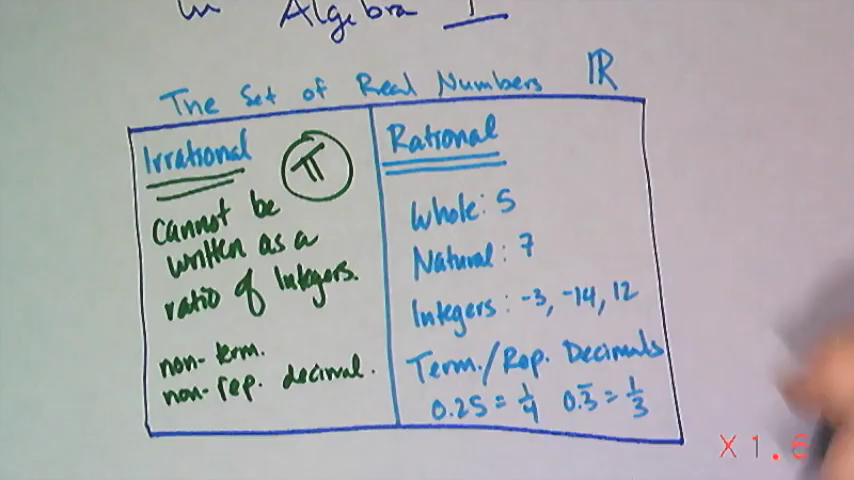 in Algebra I
The Set of Real Numbers ℝ
Irrational π
cannot be
written as a
ratio of Integers.
non-term.
non-rep. decimal.
Rational
Whole: 5
Natural: 7
Integers: -3, -14, 12
Term./Rep. Decimals
0.25 = 1/4 0.3̅ = 1/3
X1.6